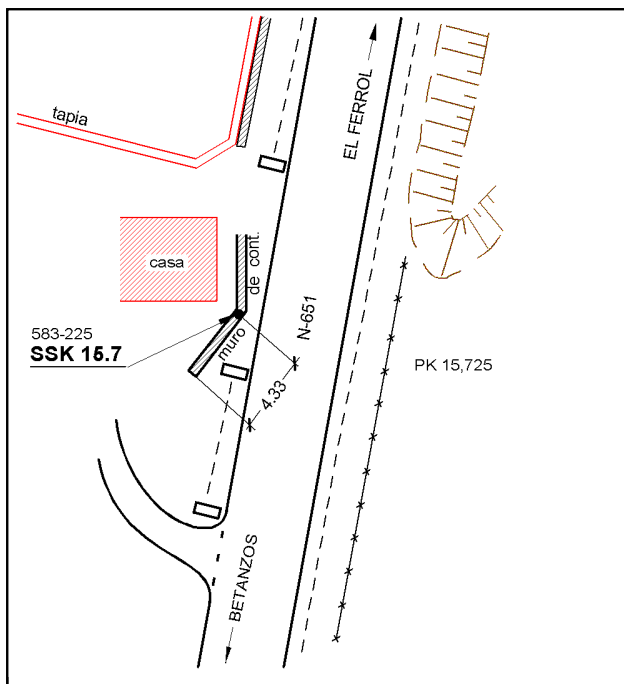 tapia
EL FERROL
casa
de cont.
muro
N-651
583-225
SSK 15.7
4.33
PK 15,725
BETANZOS